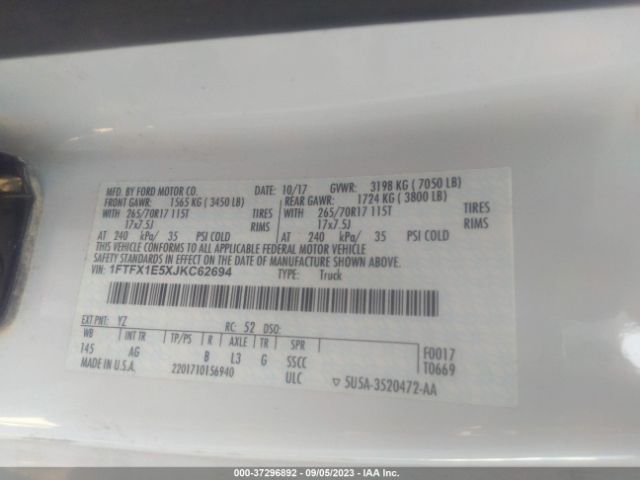 MFD. BY FORD MOTOR CO. DATE: 10/17 GVWR: 3198 KG ( 7050 LB)
FRONT GAWR: 1565 KG ( 3450 LB) REAR GAWR: 1724 KG ( 3800 LB)
WITH 265/70R17 115T TIRES WITH 265/70R17 115T TIRES
17x7.5J RIMS 17x7.5J RIMS
AT 240 kPa/ 35 PSI COLD AT 240 kPa/ 35 PSI COLD
THIS VEHICLE CONFORMS TO ALL APPLICABLE FEDERAL MOTOR VEHICLE
SAFETY AND THEFT PREVENTION STANDARDS IN EFFECT ON THE DATE OF MANUFACTURE SHOWN ABOVE.
VIN: 1FTFX1E5XJKC62694 TYPE: Truck
EXT PNT: YZ RC: 52 DSO:
WB INT TR TP/PS R AXLE TR SPR F0017
145 AG B L3 G SSCC T0669
MADE IN U.S.A. 2201710156940 ULC ▽ 5U5A-3520472-AA
000-37296892 - 09/05/2023 - IAA Inc.